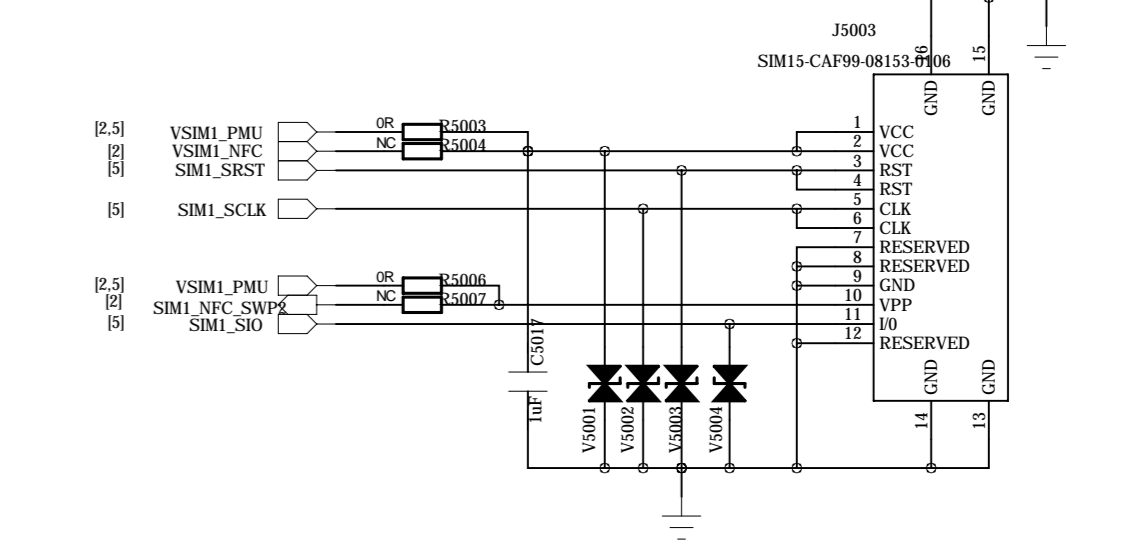 J5003
SIM15-CAF99-08153-0106
16 15
GND GND
[2,5] VSIM1_PMU 0R R5003 1 VCC
[2] VSIM1_NFC NC R5004 2 VCC
[5] SIM1_SRST 3 RST
4 RST
[5] SIM1_SCLK 5 CLK
6 CLK
7 RESERVED
8 RESERVED
[2,5] VSIM1_PMU 0R R5006 9 GND
[2] SIM1_NFC_SWP2 NC R5007 10 VPP
[5] SIM1_SIO 11 I/0
12 RESERVED
C5017
1uF
V5001 V5002 V5003 V5004
GND GND
14 13